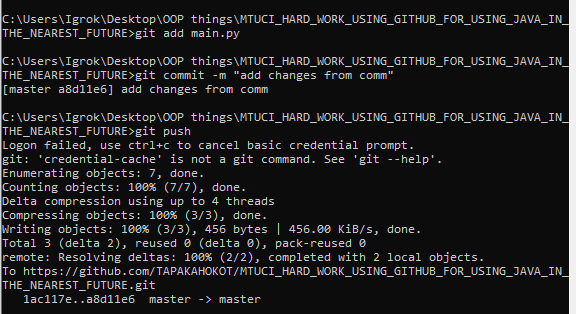 C:\Users\Igrok\Desktop\OOP things\MTUCI_HARD_WORK_USING_GITHUB_FOR_USING_JAVA_IN_
THE_NEAREST_FUTURE>git add main.py
C:\Users\Igrok\Desktop\OOP things\MTUCI_HARD_WORK_USING_GITHUB_FOR_USING_JAVA_IN_
THE_NEAREST_FUTURE>git commit -m "add changes from comm"
[master a8d11e6] add changes from comm
C:\Users\Igrok\Desktop\OOP things\MTUCI_HARD_WORK_USING_GITHUB_FOR_USING_JAVA_IN_
THE_NEAREST_FUTURE>git push
Logon failed, use ctrl+c to cancel basic credential prompt.
git: 'credential-cache' is not a git command. See 'git --help'.
Enumerating objects: 7, done.
Counting objects: 100% (7/7), done.
Delta compression using up to 4 threads
Compressing objects: 100% (3/3), done.
Writing objects: 100% (3/3), 456 bytes | 456.00 KiB/s, done.
Total 3 (delta 2), reused 0 (delta 0), pack-reused 0
remote: Resolving deltas: 100% (2/2), completed with 2 local objects.
To https://github.com/TAPAKAHOKOT/MTUCI_HARD_WORK_USING_GITHUB_FOR_USING_JAVA_IN_
THE_NEAREST_FUTURE.git
1ac117e..a8d11e6 master -> master